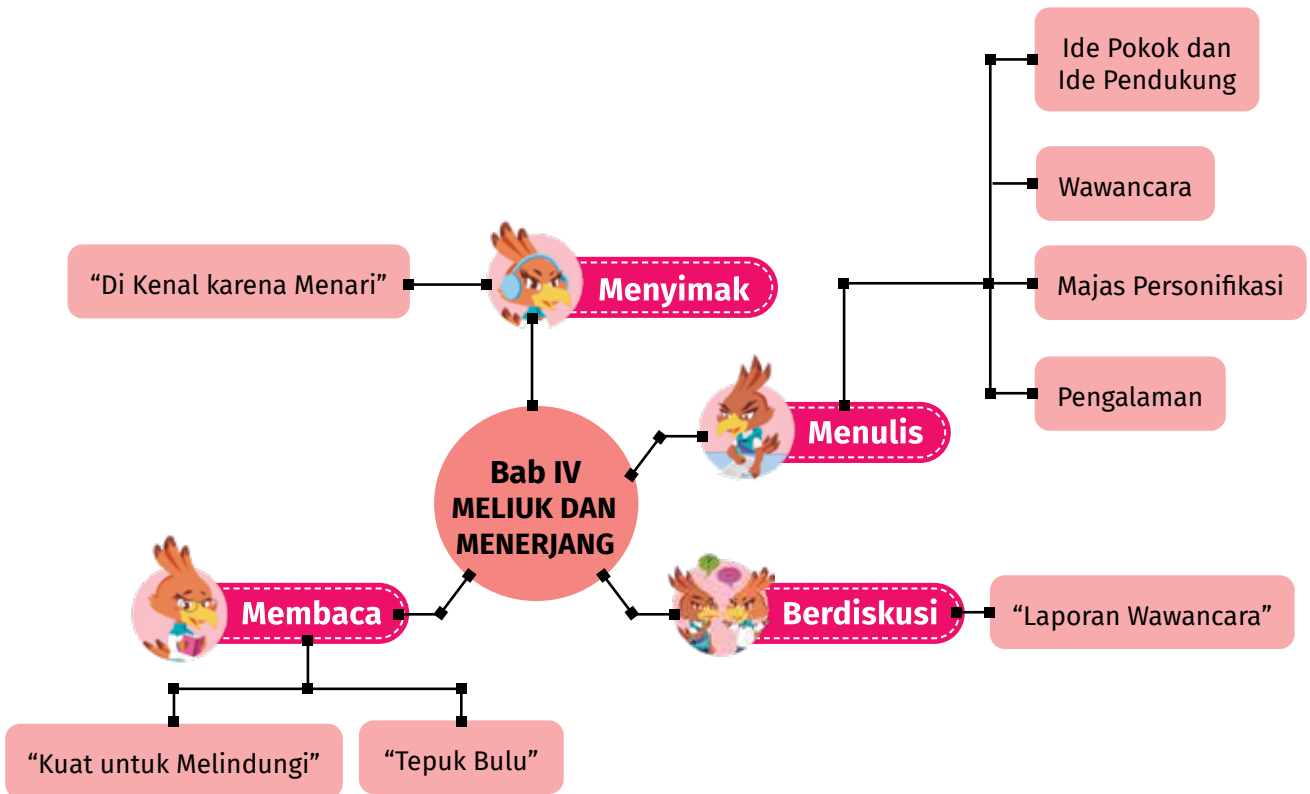 Ide Pokok dan
Ide Pendukung
Wawancara
“Di Kenal karena Menari”
Menyimak
Majas Personifikasi
Pengalaman
Menulis
Bab IV
MELIUK DAN
MENERJANG
Membaca
Berdiskusi
“Laporan Wawancara”
“Kuat untuk Melindungi”
“Tepuk Bulu”